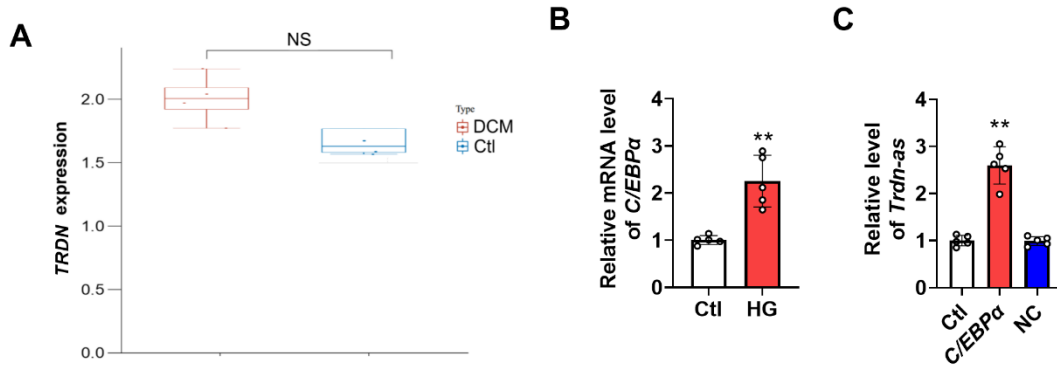 A
NS
TRDN expression
2.0
1.5
1.0
0.5
0.0
Type
DCM
Ctl
B
Relative mRNA level
of C/EBPα
4
3
2
1
0
**
Ctl
HG
C
Relative level
of Trdn-as
4
3
2
1
0
**
Ctl
C/EBPα
NC